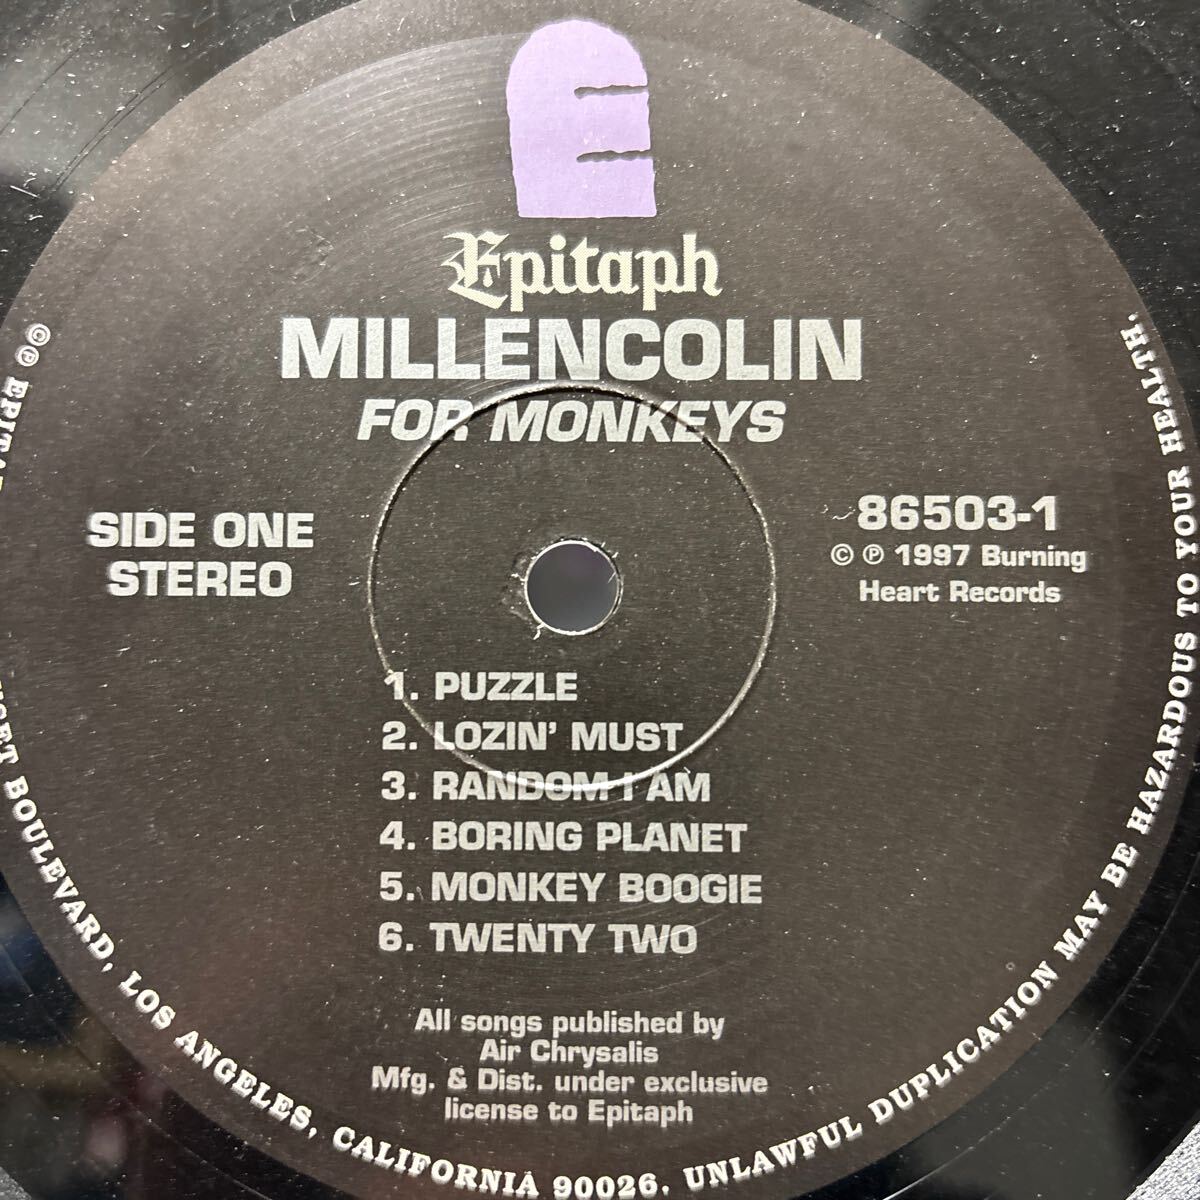 E
Epitaph
MILLENCOLIN
FOR MONKEYS
SIDE ONE
STEREO
86503-1
© ℗ 1997 Burning
Heart Records
1. PUZZLE
2. LOZIN' MUST
3. RANDOM I AM
4. BORING PLANET
5. MONKEY BOOGIE
6. TWENTY TWO
All songs published by
Air Chrysalis
Mfg. & Dist. under exclusive
license to Epitaph
©℗
BOULEVARD, LOS ANGELES, CALIFORNIA 90026. UNLAWFUL DUPLICATION MAY BE HAZARDOUS TO YOUR HEALTH.